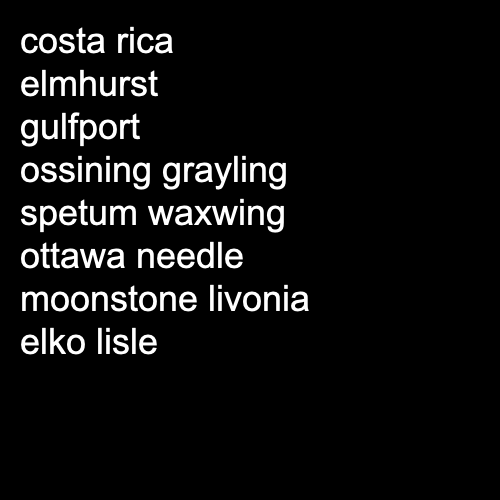 costa rica
elmhurst
gulfport
ossining grayling
spetum waxwing
ottawa needle
moonstone livonia
elko lisle